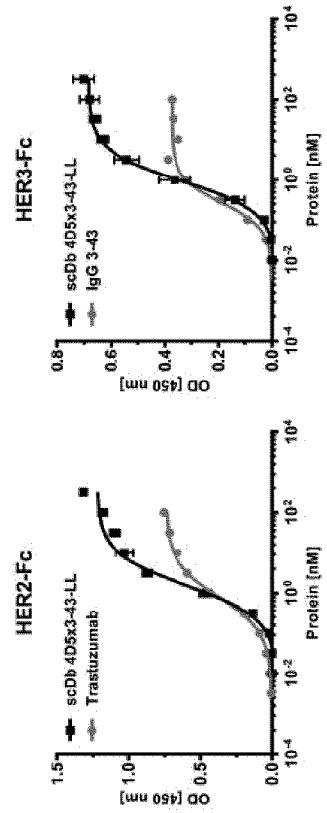 HER2-Fc
scDb 4D5x3-43-LL
Trastuzumab
OD [450 nm]
1.5
1.0
0.5
0.0
10-4
10-2
100
102
104
Protein [nM]
HER3-Fc
scDb 4D5x3-43-LL
IgG 3-43
OD [450 nm]
0.8
0.6
0.4
0.2
0.0
10-4
10-2
100
102
104
Protein [nM]